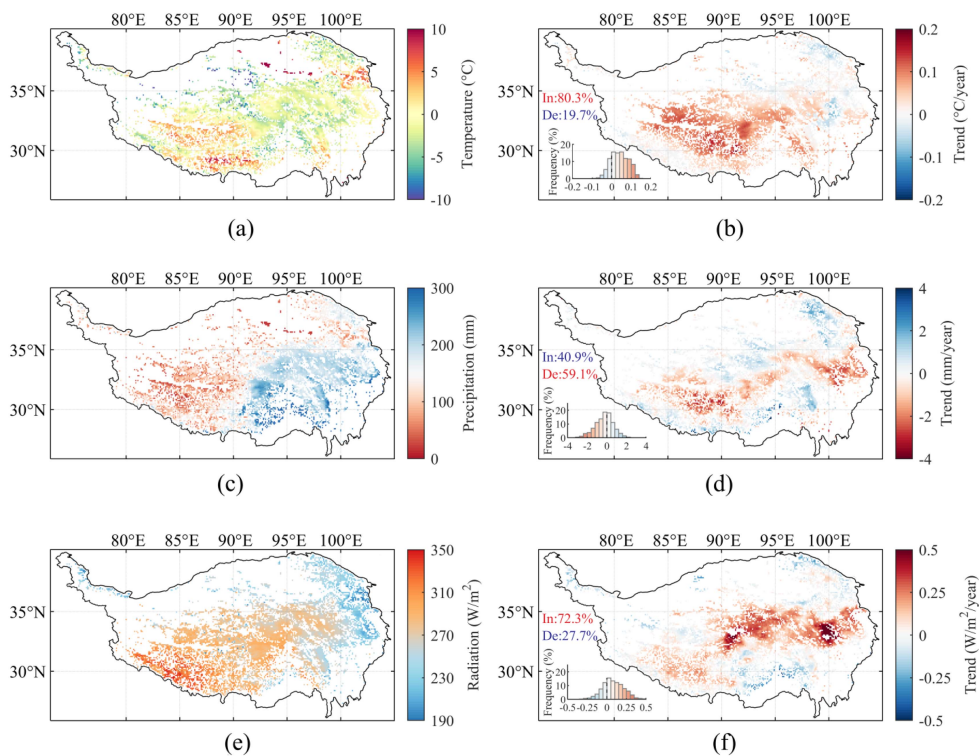 80°E 85°E 90°E 95°E 100°E
35°N
30°N
10
5
0
-5
-10
Temperature (°C)
(a)
80°E 85°E 90°E 95°E 100°E
35°N
30°N
In:80.3%
De:19.7%
Frequency (%)
20
10
0
-0.2 -0.1 0 0.1 0.2
0.2
0.1
0
-0.1
-0.2
Trend (°C/year)
(b)
80°E 85°E 90°E 95°E 100°E
35°N
30°N
300
200
100
0
Precipitation (mm)
(c)
80°E 85°E 90°E 95°E 100°E
35°N
30°N
In:40.9%
De:59.1%
Frequency (%)
20
10
0
-4 -2 0 2 4
4
2
0
-2
-4
Trend (mm/year)
(d)
80°E 85°E 90°E 95°E 100°E
35°N
30°N
350
310
270
230
190
Radiation (W/m²)
(e)
80°E 85°E 90°E 95°E 100°E
35°N
30°N
In:72.3%
De:27.7%
Frequency (%)
20
10
0
-0.5 -0.25 0 0.25 0.5
0.5
0.25
0
-0.25
-0.5
Trend (W/m²/year)
(f)